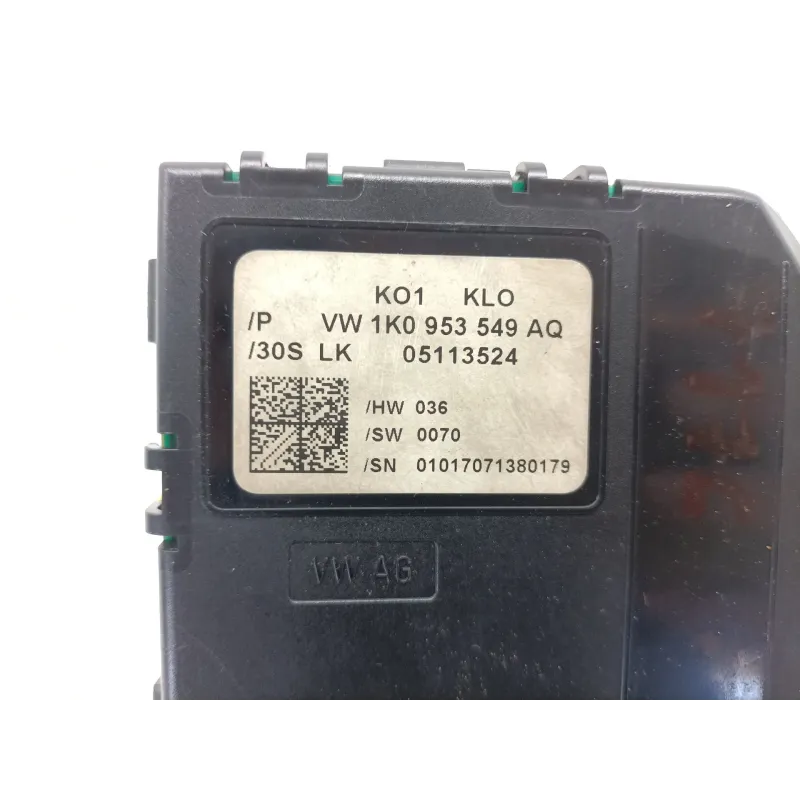 KO1 KLO
/P VW 1K0 953 549 AQ
/30S LK 05113524
/HW 036
/SW 0070
/SN 01017071380179
VW AG